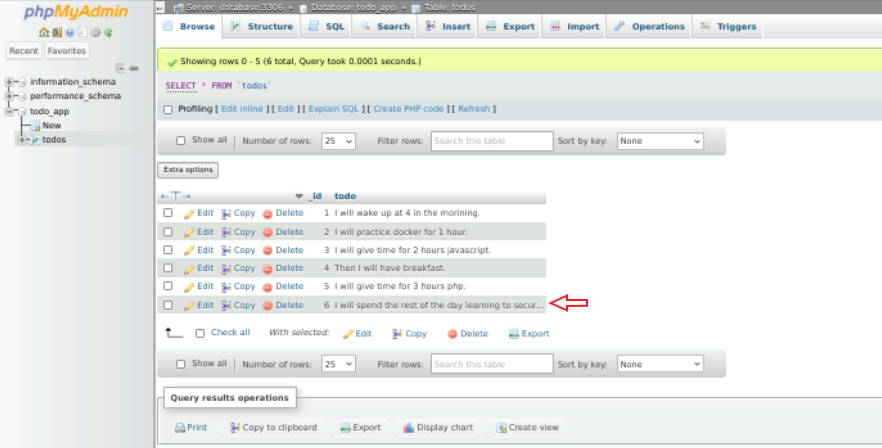 phpMyAdmin
Recent Favorites
information_schema
performance_schema
todo_app
New
todos
Server: database:3306 » Database: todo_app » Table: todos
Browse Structure SQL Search Insert Export Import Operations Triggers
Showing rows 0 - 5 (6 total, Query took 0.0001 seconds.)
SELECT * FROM `todos`
Profiling [ Edit inline ] [ Edit ] [ Explain SQL ] [ Create PHP code ] [ Refresh ]
Show all Number of rows: 25 Filter rows: Search this table Sort by key: None
Extra options
_id todo
Edit Copy Delete 1 I will wake up at 4 in the morining.
Edit Copy Delete 2 I will practice docker for 1 hour.
Edit Copy Delete 3 I will give time for 2 hours javascript.
Edit Copy Delete 4 Then I will have breakfast.
Edit Copy Delete 5 I will give time for 3 hours php.
Edit Copy Delete 6 I will spend the rest of the day learning to secur...
Check all With selected: Edit Copy Delete Export
Show all Number of rows: 25 Filter rows: Search this table Sort by key: None
Query results operations
Print Copy to clipboard Export Display chart Create view